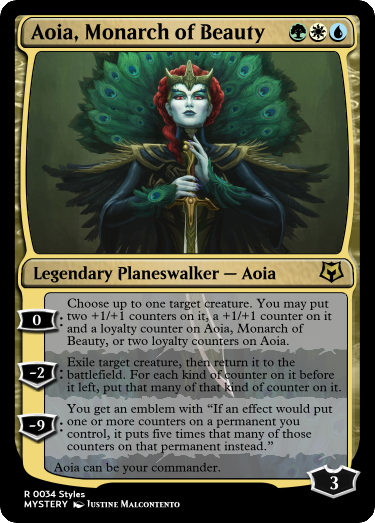 Aoia, Monarch of Beauty
Legendary Planeswalker — Aoia
0: Choose up to one target creature. You may put
two +1/+1 counters on it, a +1/+1 counter on it
and a loyalty counter on Aoia, Monarch of
Beauty, or two loyalty counters on Aoia.
-2: Exile target creature, then return it to the
battlefield. For each kind of counter on it before
it left, put that many of that kind of counter on it.
-9: You get an emblem with “If an effect would put
one or more counters on a permanent you
control, it puts five times that many of those
counters on that permanent instead.”
Aoia can be your commander.
3
R 0034 Styles
MYSTERY Justine Malcontento